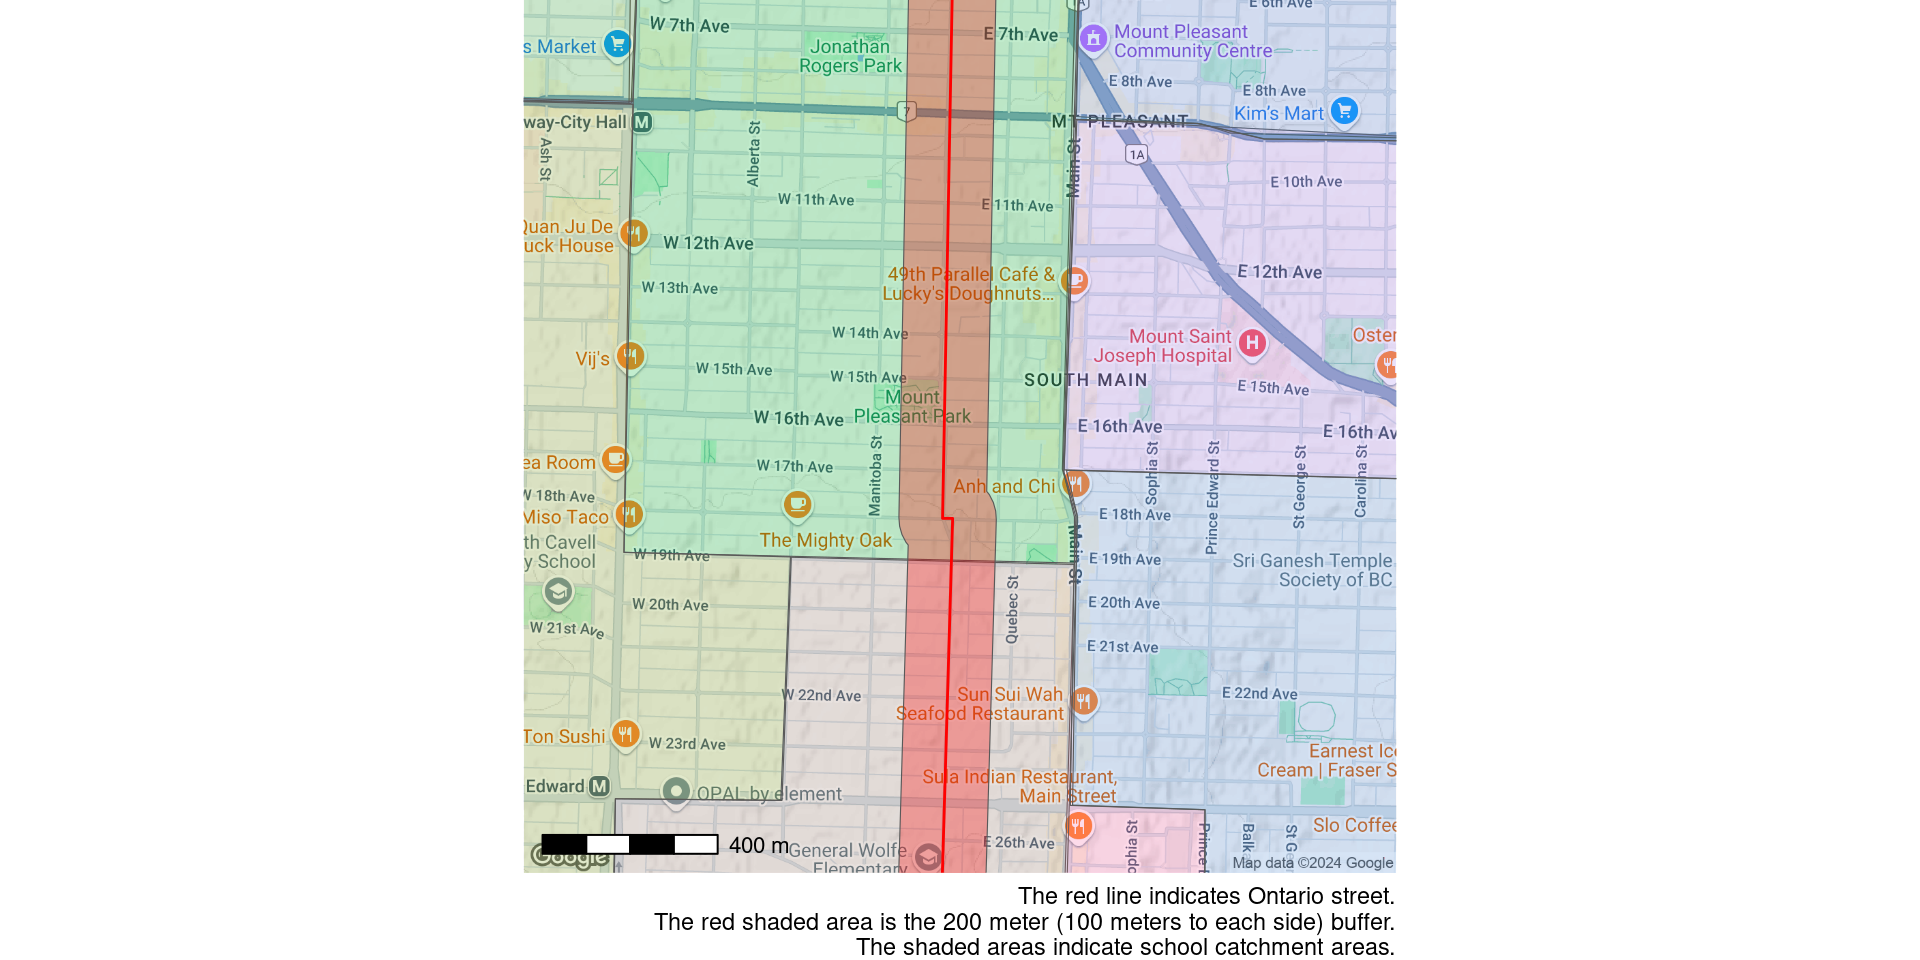 E 6th Ave
W 7th Ave
E 7th Ave
Mount Pleasant
Community Centre
s Market
Jonathan
Rogers Park
E 8th Ave
E 8th Ave
Kim's Mart
7
way-City Hall M
MT PLEASANT
1A
Ash St
Alberta St
Main St
E 10th Ave
W 11th Ave
E 11th Ave
Quan Ju De
uck House
W 12th Ave
E 12th Ave
49th Parallel Café &
Lucky's Doughnuts...
W 13th Ave
W 14th Ave
Mount Saint
Joseph Hospital
H
Oster
Vij's
W 15th Ave
W 15th Ave
SOUTH MAIN
E 15th Ave
Mount
Pleasant Park
W 16th Ave
E 16th Ave
E 16th Av
ea Room
W 17th Ave
Manitoba St
Sophia St
Prince Edward St
St George St
Carolina St
Anh and Chi
W 18th Ave
E 18th Ave
Miso Taco
The Mighty Oak
th Cavell
y School
W 19th Ave
Main St
E 19th Ave
Sri Ganesh Temple
Society of BC
W 20th Ave
Quebec St
E 20th Ave
W 21st Ave
E 21st Ave
W 22nd Ave
Sun Sui Wah
Seafood Restaurant
E 22nd Ave
Ton Sushi
W 23rd Ave
Earnest Ice
Cream | Fraser S
Edward M
OPAL by element
Sula Indian Restaurant,
Main Street
400 m
General Wolfe
Elementary
E 26th Ave
ophia St
Prince E
Balk
St G
Slo Coffee
Google
Map data ©2024 Google
The red line indicates Ontario street.
The red shaded area is the 200 meter (100 meters to each side) buffer.
The shaded areas indicate school catchment areas.